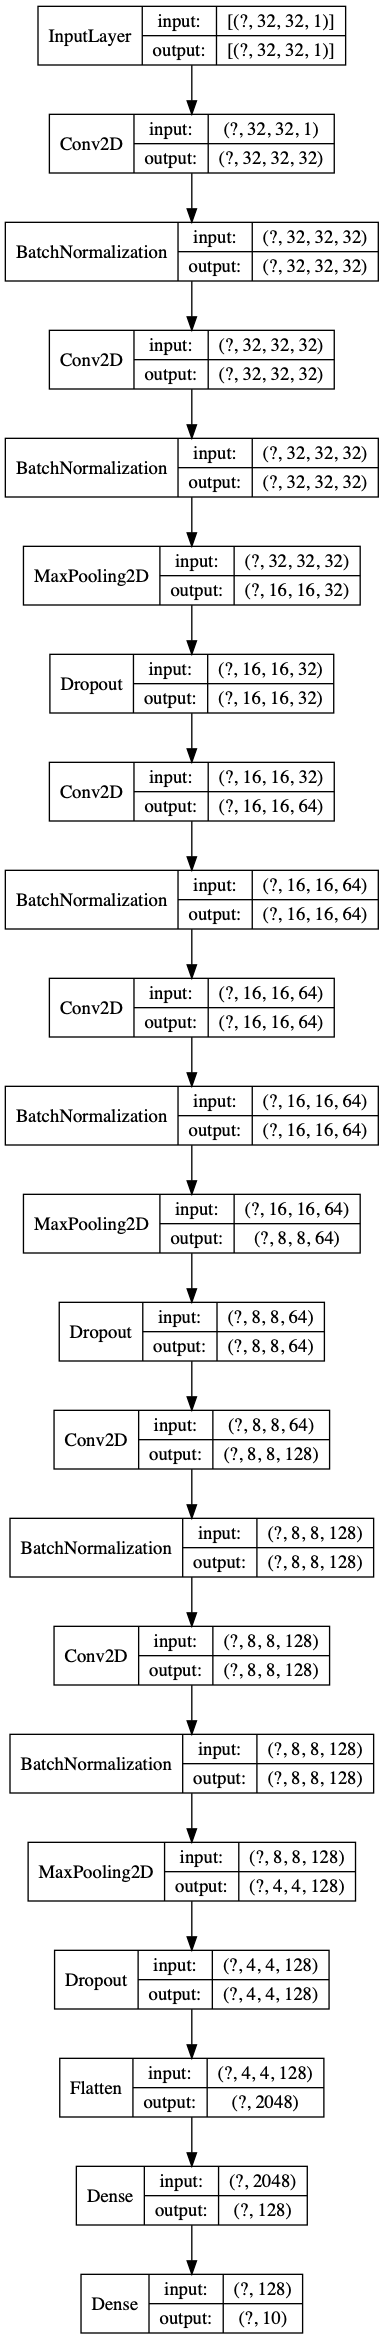 InputLayer
input: [(?, 32, 32, 1)]
output: [(?, 32, 32, 1)]
Conv2D
input: (?, 32, 32, 1)
output: (?, 32, 32, 32)
BatchNormalization
input: (?, 32, 32, 32)
output: (?, 32, 32, 32)
Conv2D
input: (?, 32, 32, 32)
output: (?, 32, 32, 32)
BatchNormalization
input: (?, 32, 32, 32)
output: (?, 32, 32, 32)
MaxPooling2D
input: (?, 32, 32, 32)
output: (?, 16, 16, 32)
Dropout
input: (?, 16, 16, 32)
output: (?, 16, 16, 32)
Conv2D
input: (?, 16, 16, 32)
output: (?, 16, 16, 64)
BatchNormalization
input: (?, 16, 16, 64)
output: (?, 16, 16, 64)
Conv2D
input: (?, 16, 16, 64)
output: (?, 16, 16, 64)
BatchNormalization
input: (?, 16, 16, 64)
output: (?, 16, 16, 64)
MaxPooling2D
input: (?, 16, 16, 64)
output: (?, 8, 8, 64)
Dropout
input: (?, 8, 8, 64)
output: (?, 8, 8, 64)
Conv2D
input: (?, 8, 8, 64)
output: (?, 8, 8, 128)
BatchNormalization
input: (?, 8, 8, 128)
output: (?, 8, 8, 128)
Conv2D
input: (?, 8, 8, 128)
output: (?, 8, 8, 128)
BatchNormalization
input: (?, 8, 8, 128)
output: (?, 8, 8, 128)
MaxPooling2D
input: (?, 8, 8, 128)
output: (?, 4, 4, 128)
Dropout
input: (?, 4, 4, 128)
output: (?, 4, 4, 128)
Flatten
input: (?, 4, 4, 128)
output: (?, 2048)
Dense
input: (?, 2048)
output: (?, 128)
Dense
input: (?, 128)
output: (?, 10)